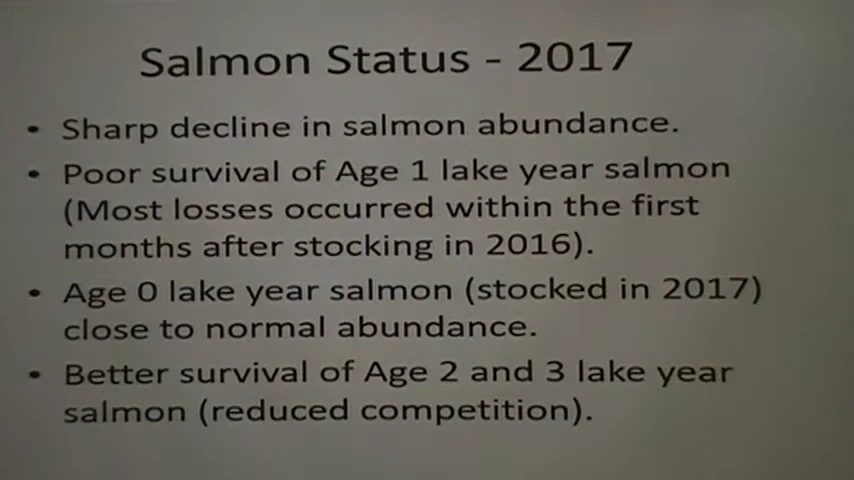 Salmon Status - 2017
• Sharp decline in salmon abundance.
• Poor survival of Age 1 lake year salmon
(Most losses occurred within the first
months after stocking in 2016).
• Age 0 lake year salmon (stocked in 2017)
close to normal abundance.
• Better survival of Age 2 and 3 lake year
salmon (reduced competition).